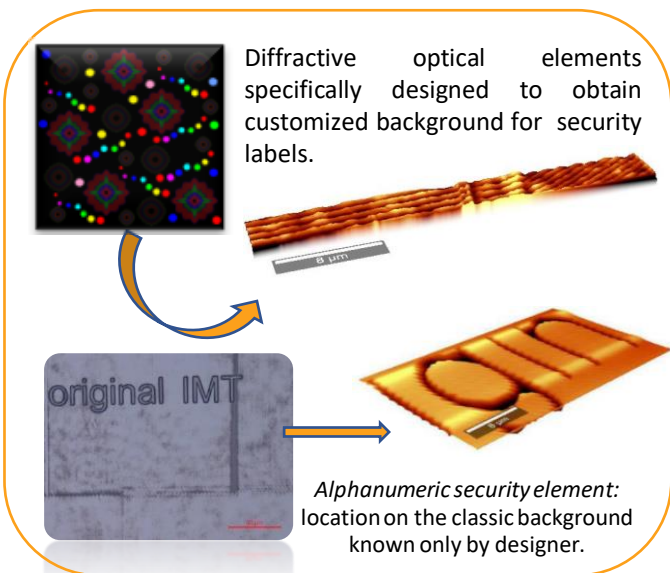 Diffractive optical elements
specifically designed to obtain
customized background for security
labels.
8 µm
original IMT
8 µm
Alphanumeric security element:
location on the classic background
known only by designer.